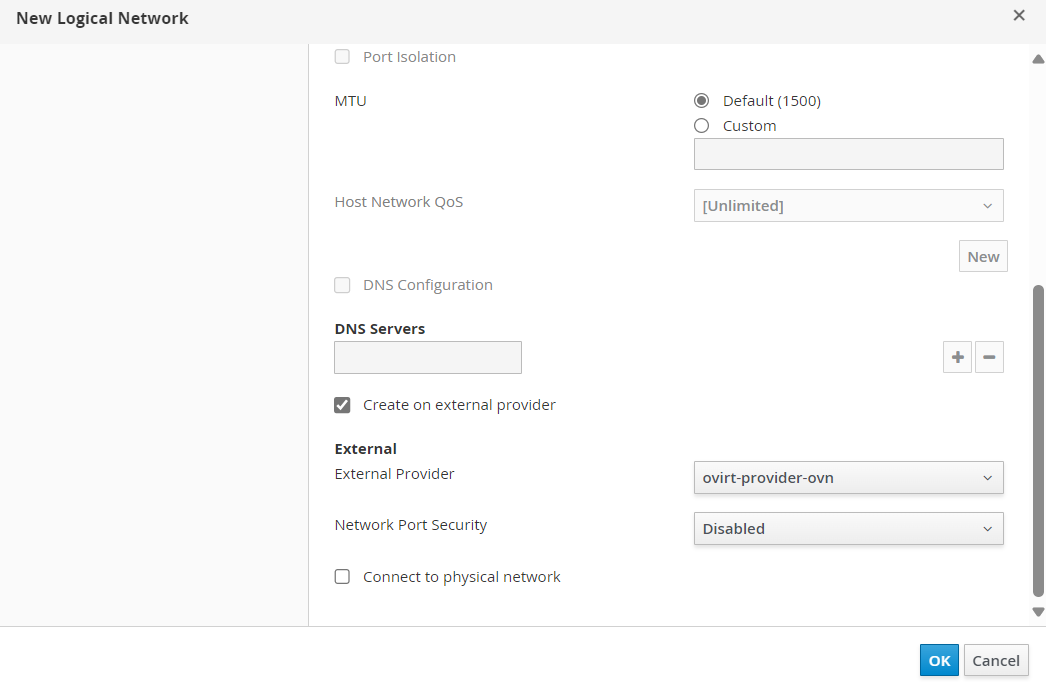 New Logical Network
Port Isolation
MTU
Default (1500)
Custom
Host Network QoS
[Unlimited]
New
DNS Configuration
DNS Servers
Create on external provider
External
External Provider
ovirt-provider-ovn
Network Port Security
Disabled
Connect to physical network
OK
Cancel